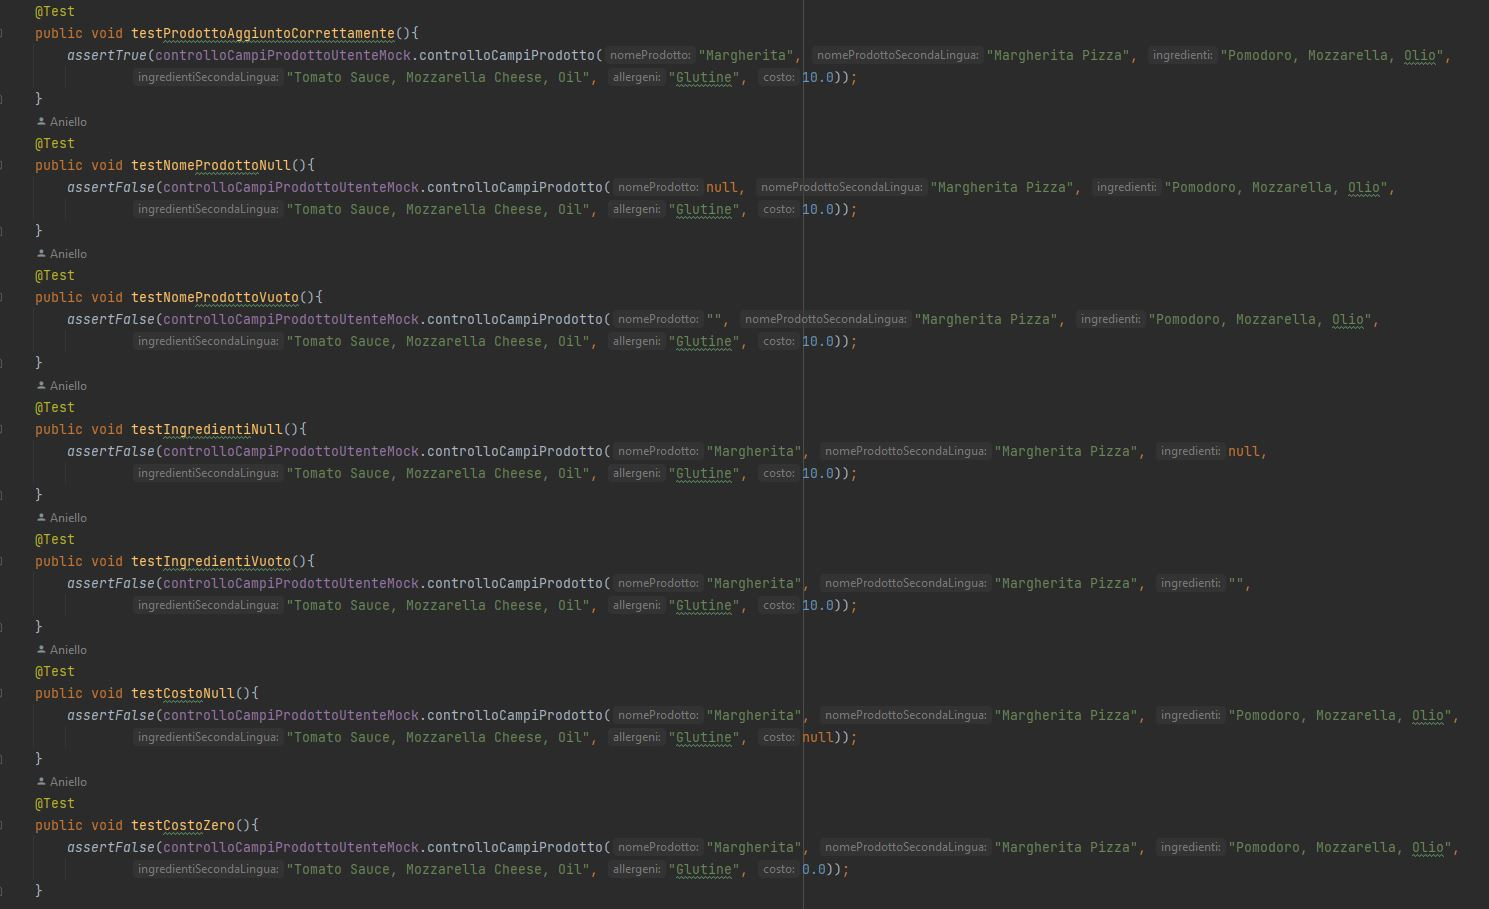 @Test
public void testProdottoAggiuntoCorrettamente(){
assertTrue(controlloCampiProdottoUtenteMock.controlloCampiProdotto( nomeProdotto: "Margherita", nomeProdottoSecondaLingua: "Margherita Pizza", ingredienti: "Pomodoro, Mozzarella, Olio",
ingredientiSecondaLingua: "Tomato Sauce, Mozzarella Cheese, Oil", allergeni: "Glutine", costo: 10.0));
}
Aniello
@Test
public void testNomeProdottoNull(){
assertFalse(controlloCampiProdottoUtenteMock.controlloCampiProdotto( nomeProdotto: null, nomeProdottoSecondaLingua: "Margherita Pizza", ingredienti: "Pomodoro, Mozzarella, Olio",
ingredientiSecondaLingua: "Tomato Sauce, Mozzarella Cheese, Oil", allergeni: "Glutine", costo: 10.0));
}
Aniello
@Test
public void testNomeProdottoVuoto(){
assertFalse(controlloCampiProdottoUtenteMock.controlloCampiProdotto( nomeProdotto: "", nomeProdottoSecondaLingua: "Margherita Pizza", ingredienti: "Pomodoro, Mozzarella, Olio",
ingredientiSecondaLingua: "Tomato Sauce, Mozzarella Cheese, Oil", allergeni: "Glutine", costo: 10.0));
}
Aniello
@Test
public void testIngredientiNull(){
assertFalse(controlloCampiProdottoUtenteMock.controlloCampiProdotto( nomeProdotto: "Margherita", nomeProdottoSecondaLingua: "Margherita Pizza", ingredienti: null,
ingredientiSecondaLingua: "Tomato Sauce, Mozzarella Cheese, Oil", allergeni: "Glutine", costo: 10.0));
}
Aniello
@Test
public void testIngredientiVuoto(){
assertFalse(controlloCampiProdottoUtenteMock.controlloCampiProdotto( nomeProdotto: "Margherita", nomeProdottoSecondaLingua: "Margherita Pizza", ingredienti: "",
ingredientiSecondaLingua: "Tomato Sauce, Mozzarella Cheese, Oil", allergeni: "Glutine", costo: 10.0));
}
Aniello
@Test
public void testCostoNull(){
assertFalse(controlloCampiProdottoUtenteMock.controlloCampiProdotto( nomeProdotto: "Margherita", nomeProdottoSecondaLingua: "Margherita Pizza", ingredienti: "Pomodoro, Mozzarella, Olio",
ingredientiSecondaLingua: "Tomato Sauce, Mozzarella Cheese, Oil", allergeni: "Glutine", costo: null));
}
Aniello
@Test
public void testCostoZero(){
assertFalse(controlloCampiProdottoUtenteMock.controlloCampiProdotto( nomeProdotto: "Margherita", nomeProdottoSecondaLingua: "Margherita Pizza", ingredienti: "Pomodoro, Mozzarella, Olio",
ingredientiSecondaLingua: "Tomato Sauce, Mozzarella Cheese, Oil", allergeni: "Glutine", costo: 0.0));
}